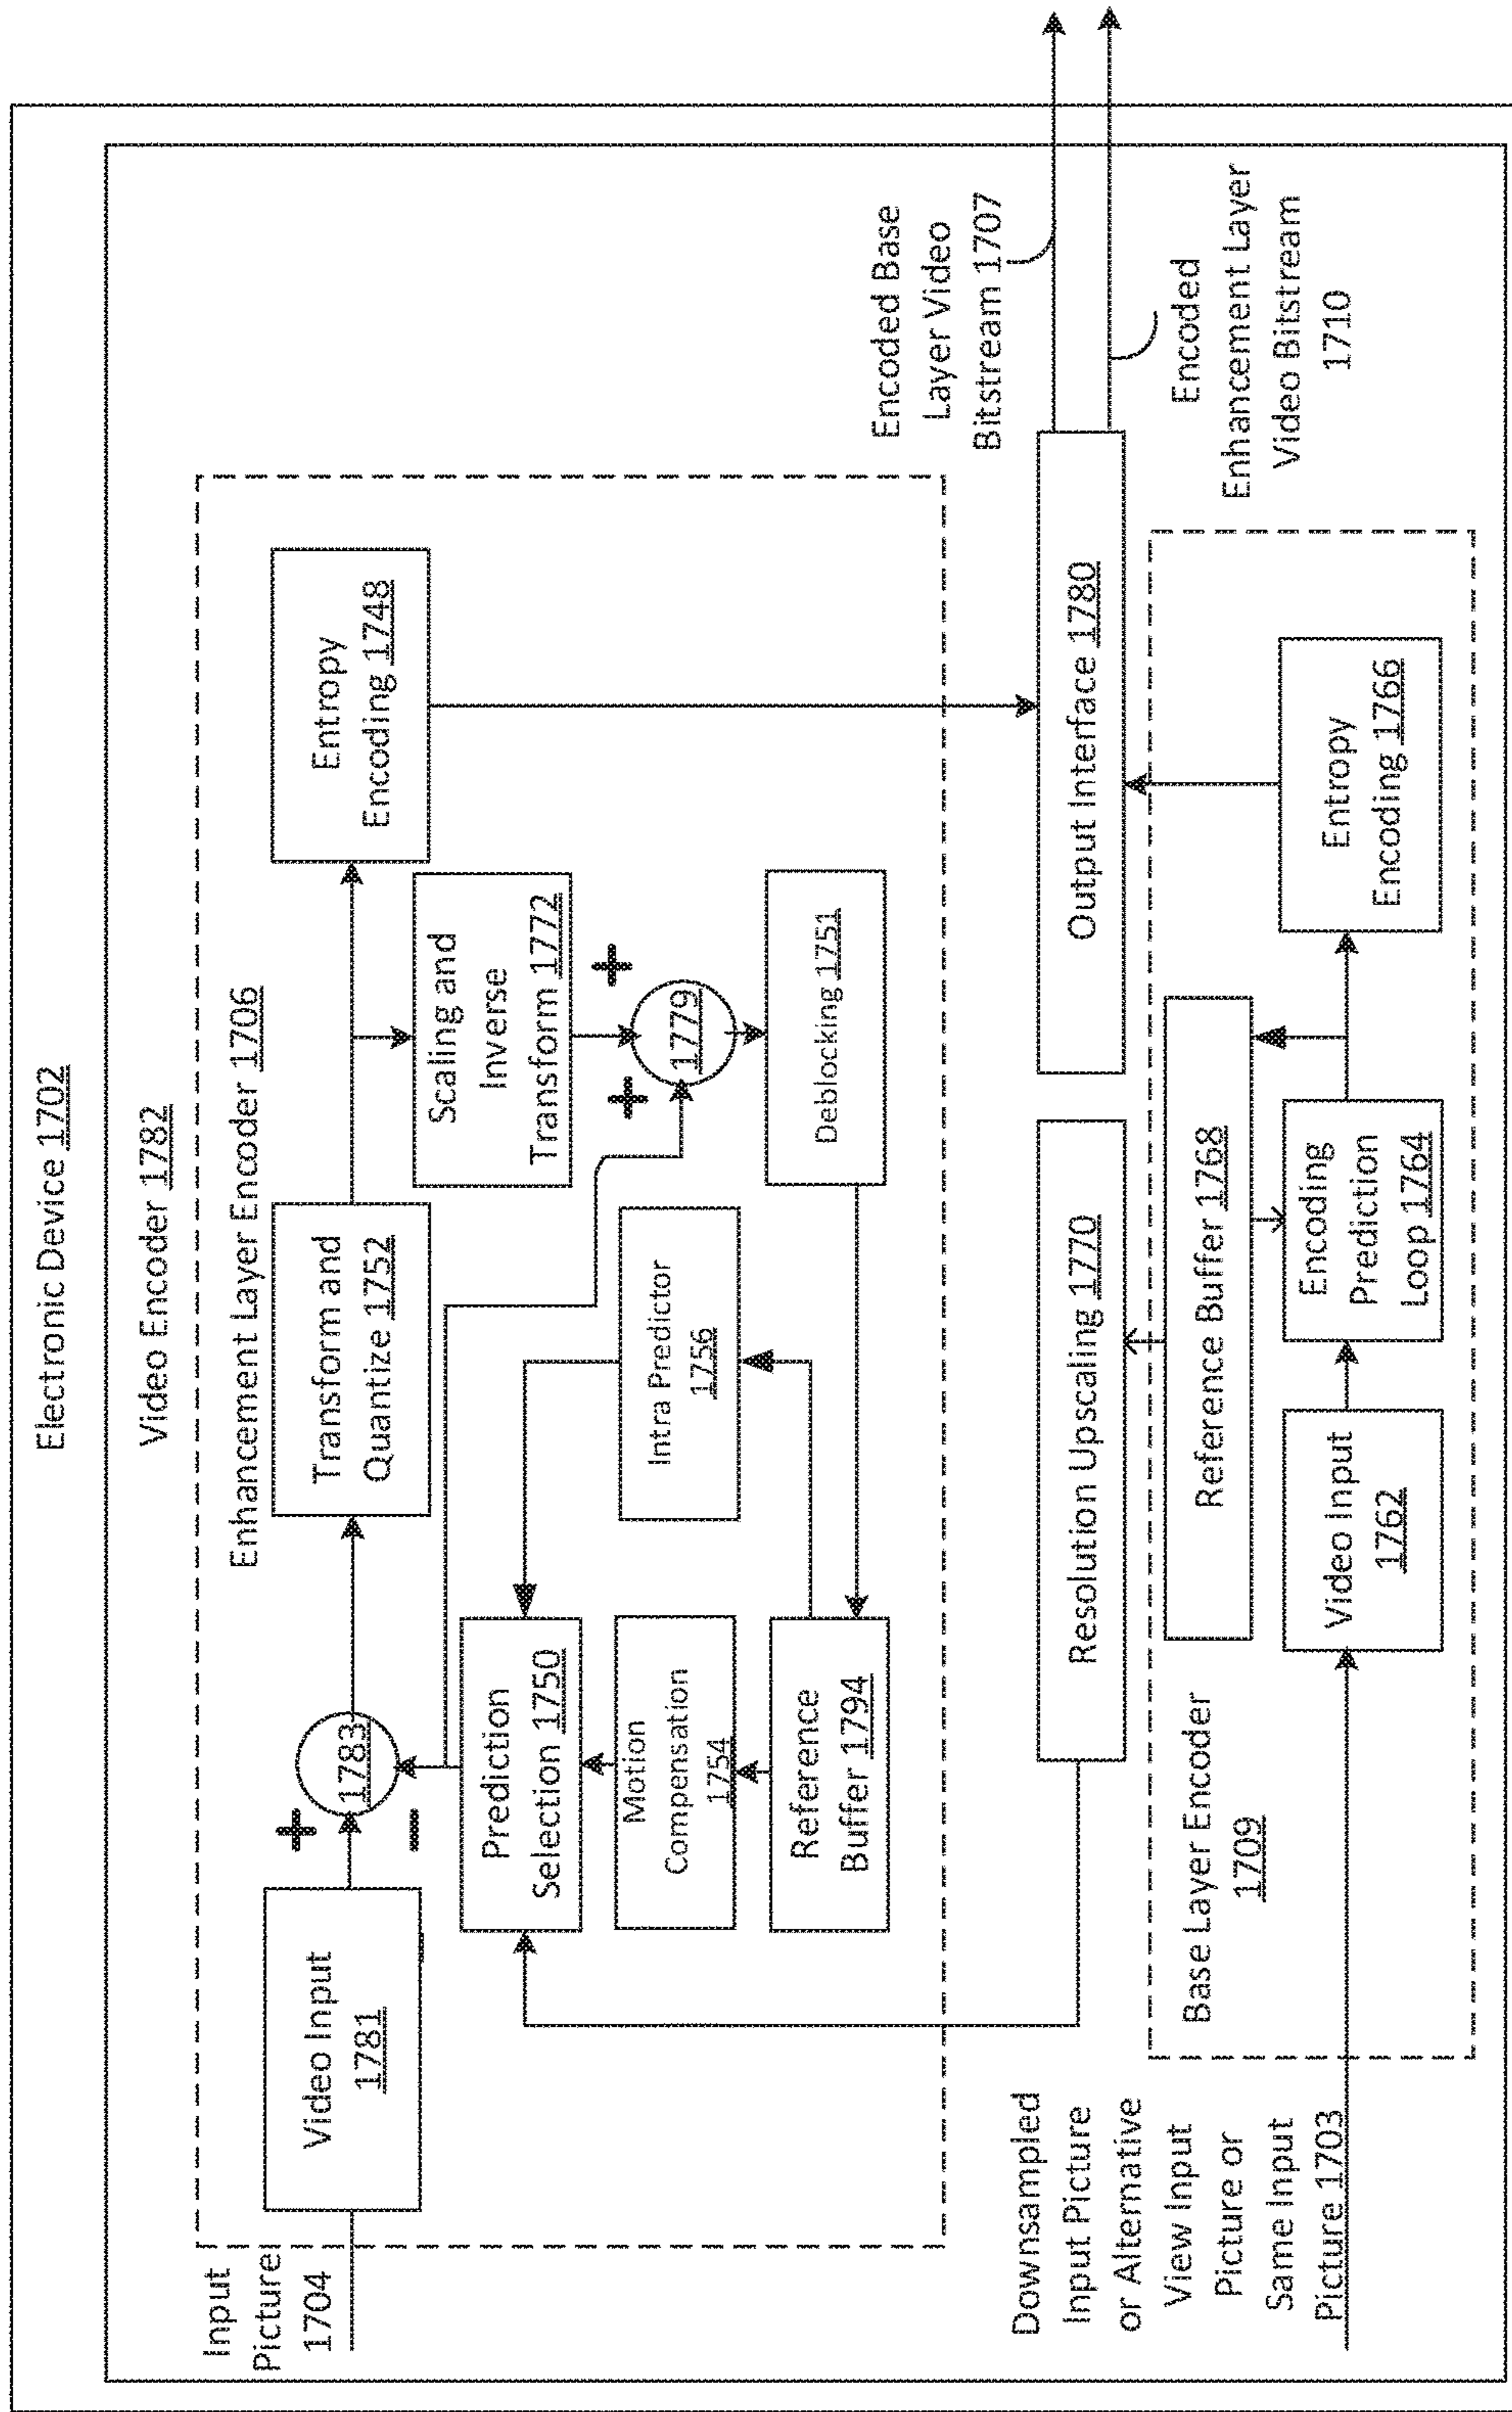 Electronic Device 1702
Video Encoder 1782
Enhancement Layer Encoder 1706
Input
Picture
1704
Video Input
1781
+
−
1783
Transform and
Quantize 1752
Entropy
Encoding 1748
Scaling and
Inverse
Transform 1772
+
+
1779
Deblocking 1751
Prediction
Selection 1750
Motion
Compensation
1754
Reference
Buffer 1794
Intra Predictor
1756
Encoded Base
Layer Video
Bitstream 1707
Resolution Upscaling 1770
Output Interface 1780
Encoded
Enhancement Layer
Video Bitstream
1710
Downsampled
Input Picture
or Alternative
View Input
Picture or
Same Input
Picture 1703
Base Layer Encoder
1709
Reference Buffer 1768
Video Input
1762
Encoding
Prediction
Loop 1764
Entropy
Encoding 1766